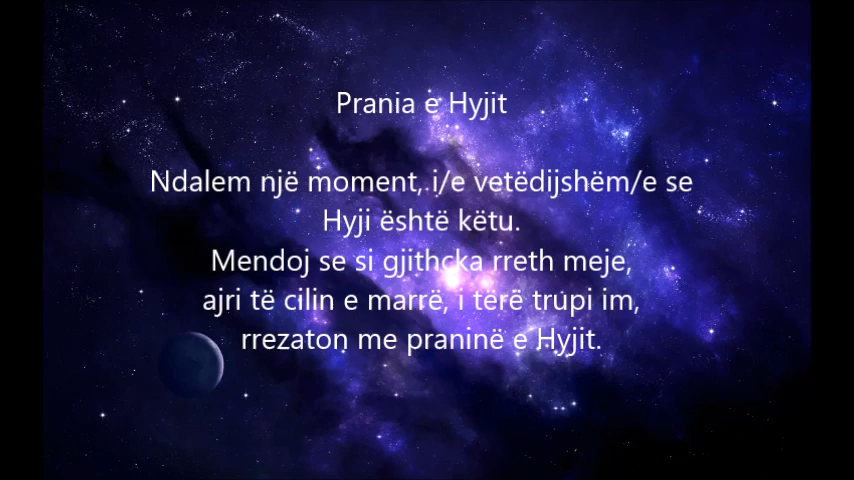 Prania e Hyjit
Ndalem një moment, i/e vetëdijshëm/e se
Hyji është këtu.
Mendoj se si gjithcka rreth meje,
ajri të cilin e marrë, i tërë trupi im,
rrezaton me praninë e Hyjit.